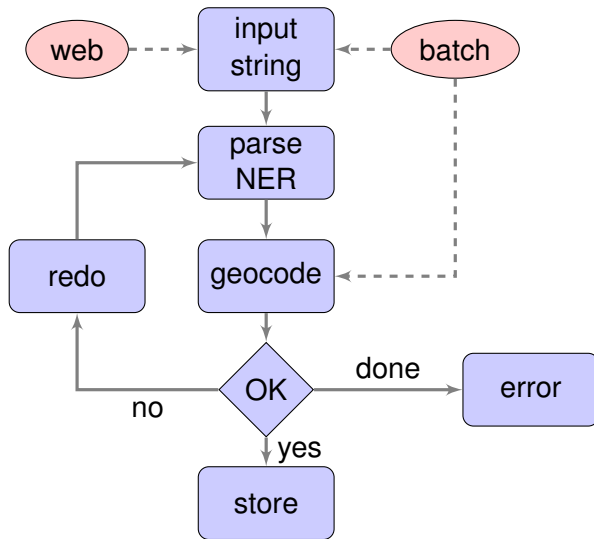 web
input
string
batch
parse
NER
redo
geocode
no
OK
done
error
yes
store